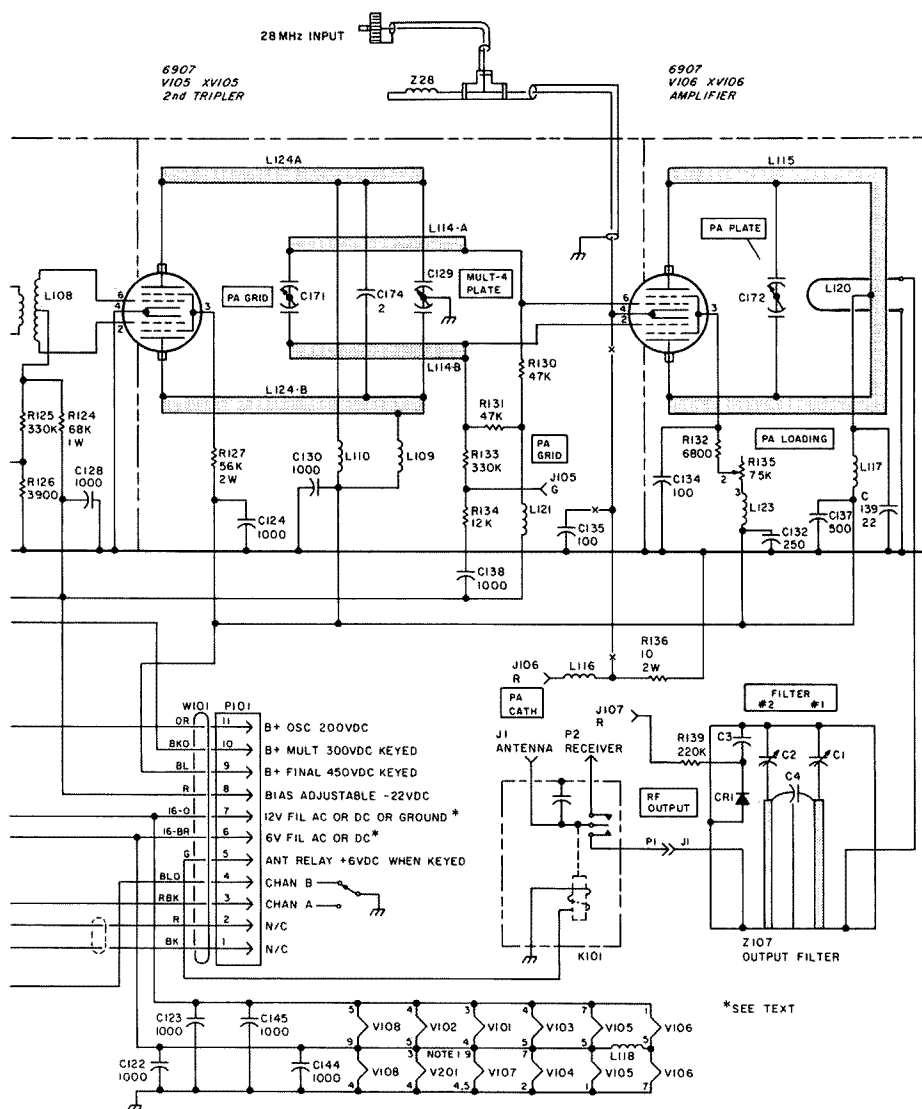 28 MHz INPUT
6907
V105 XV105
2nd TRIPLER
Z28
6907
V106 XV106
AMPLIFIER
L124A
L115
L114-A
PA PLATE
L108
6
4
2
3
PA GRID
C171
C174
2
C129
MULT-4
PLATE
6
4
2
3
C172
L120
L114-B
R130
47K
L124-B
R125
330K
R124
68K
1W
R131
47K
R127
56K
2W
C130
1000
L110
L109
R133
330K
PA
GRID
R132
6800
PA LOADING
R135
75K
2
3
L117
C128
1000
R126
3900
C134
100
J105
G
R134
12K
L121
L123
C
139
22
C124
1000
C135
100
C137
500
C132
250
C138
1000
J106
R
L116
R136
10
2W
PA
CATH
J107
R
FILTER
#2 #1
W101 P101
J1
ANTENNA
P2
RECEIVER
R139
220K
C3
C2
C1
C4
CR1
RF
OUTPUT
P1 J1
OR 11 B+ OSC 200VDC
BKO 10 B+ MULT 300VDC KEYED
BL 9 B+ FINAL 450VDC KEYED
R 8 BIAS ADJUSTABLE -22VDC
16-O 7 12V FIL AC OR DC OR GROUND*
16-BR 6 6V FIL AC OR DC*
G 5 ANT RELAY +6VDC WHEN KEYED
BLO 4 CHAN B
RBK 3 CHAN A
R 2 N/C
BK 1 N/C
K101
Z107
OUTPUT FILTER
*SEE TEXT
C123
1000
C145
1000
5 4 3 4 7 1
V108 V102 V101 V103 V105 V106
C122
1000
C144
1000
9 5 4 5 5 L118 5
3 NOTE 1 9 7
V108 V201 V107 V104 V105 V106
4 4 4,5 2 1 7